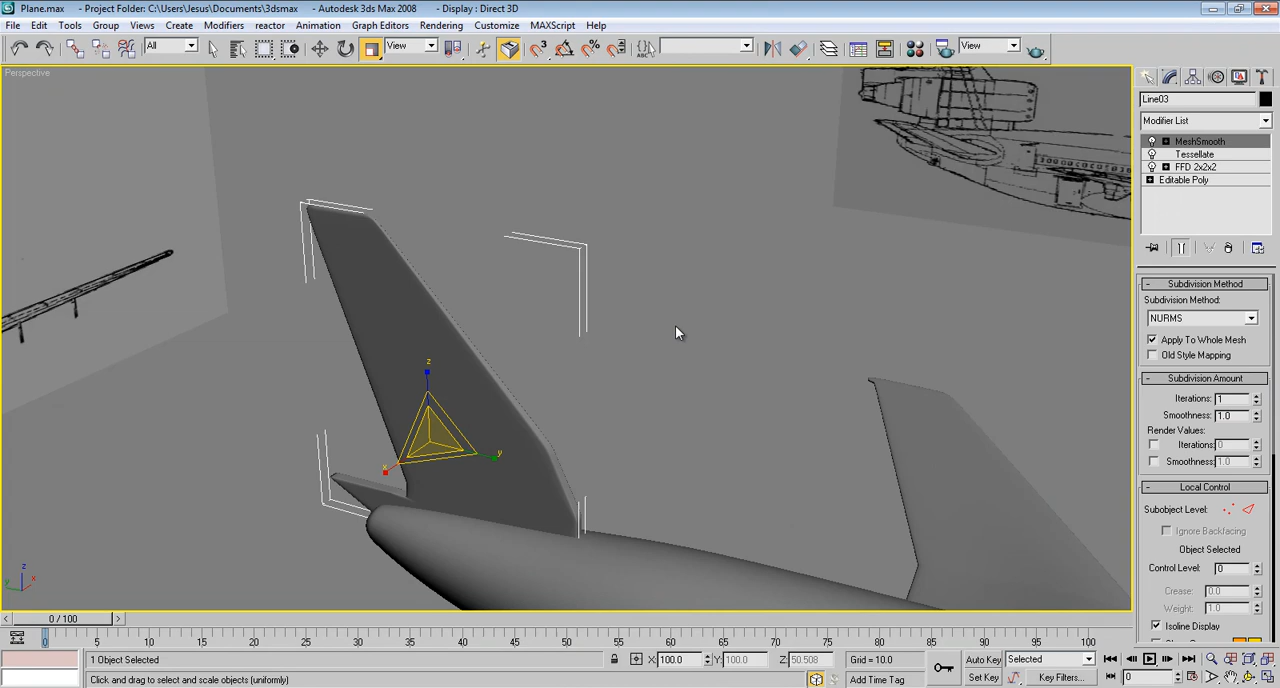 Plane.max - Project Folder: C:\Users\Jesus\Documents\3dsmax - Autodesk 3ds Max 2008 - Display : Direct 3D
File Edit Tools Group Views Create Modifiers reactor Animation Graph Editors Rendering Customize MAXScript Help
All View View
Perspective
Line03
Modifier List
MeshSmooth
Tessellate
FFD 2x2x2
Editable Poly
Subdivision Method
Subdivision Method:
NURMS
Apply To Whole Mesh
Old Style Mapping
Subdivision Amount
Iterations: 1
Smoothness: 1.0
Render Values:
Iterations: 0
Smoothness: 1.0
Local Control
Subobject Level:
Ignore Backfacing
Object Selected
Control Level: 0
Crease: 0.0
Weight: 1.0
Isoline Display
z
x
y
z
y
x
0 / 100
0 5 10 15 20 25 30 35 40 45 50 55 60 65 70 75 80 85 90 95 100
1 Object Selected X: 100.0 Y: 100.0 Z: 50.508 Grid = 10.0 Auto Key Selected
Click and drag to select and scale objects (uniformly) Add Time Tag Set Key Key Filters... 0